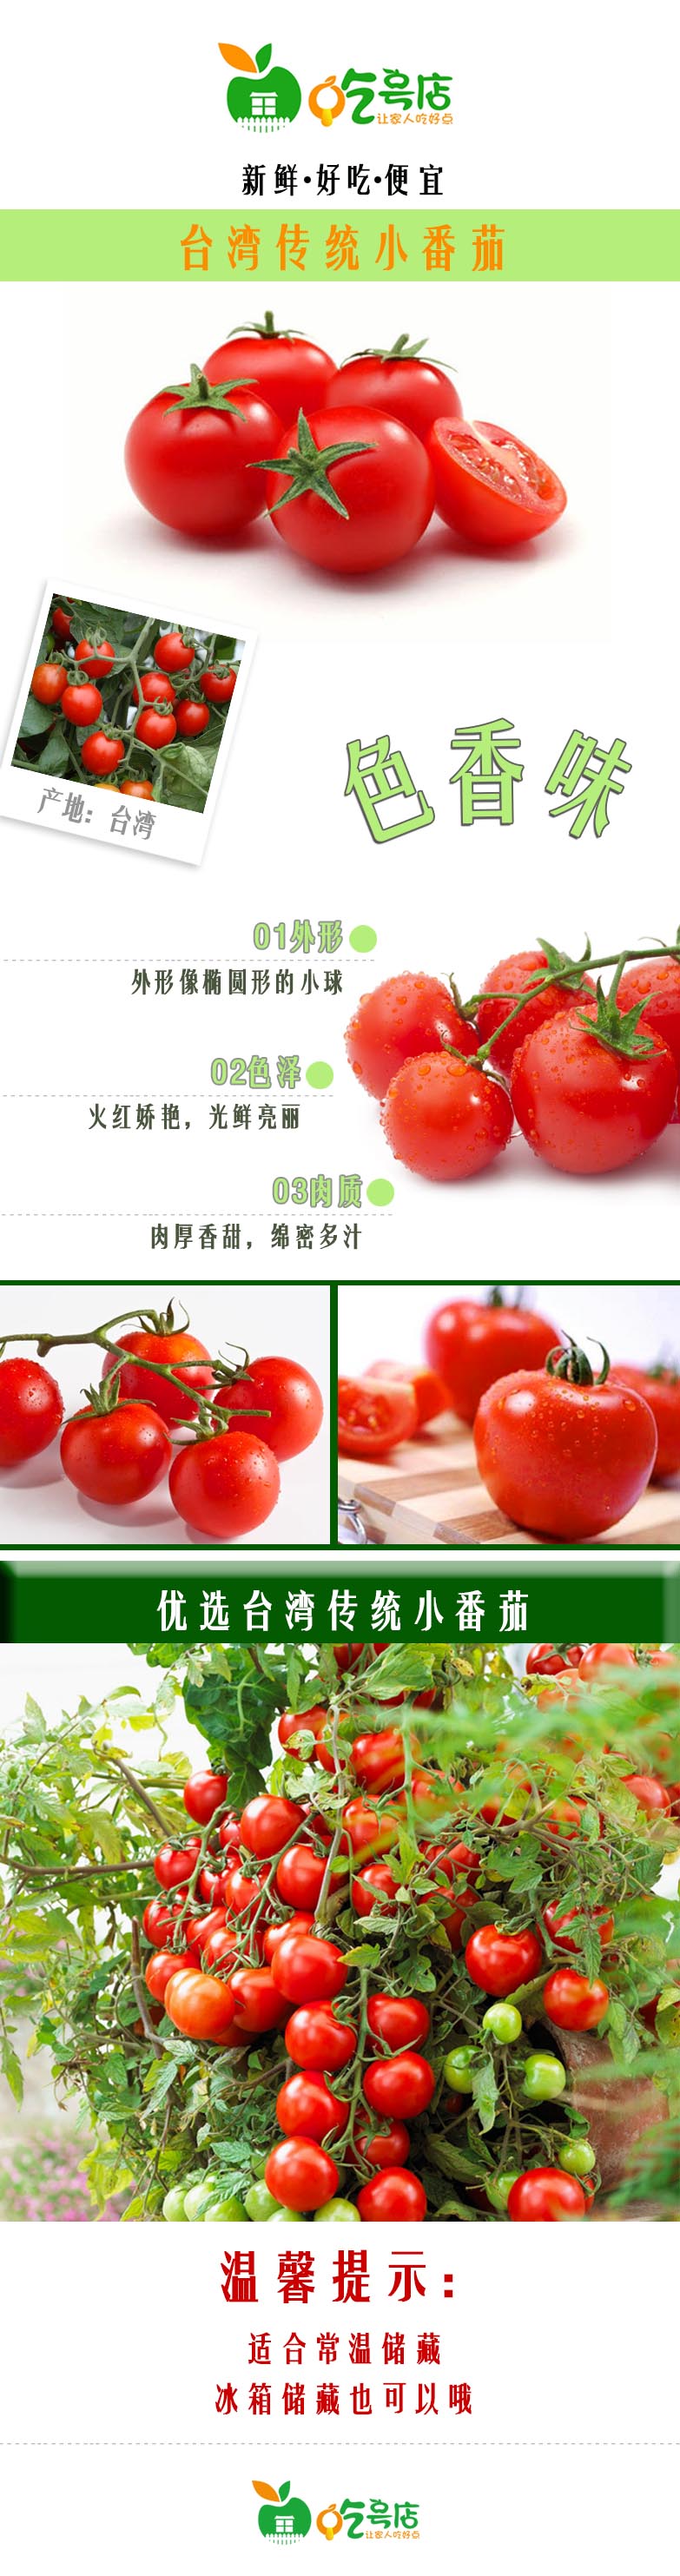 吃号店
让家人吃好点
新鲜·好吃·便宜
台湾传统小番茄
产地：台湾
色香味
01外形
外形像椭圆形的小球
02色泽
火红娇艳，光鲜亮丽
03肉质
肉厚香甜，绵密多汁
优选台湾传统小番茄
温馨提示：
适合常温储藏
冰箱储藏也可以哦
吃号店
让家人吃好点